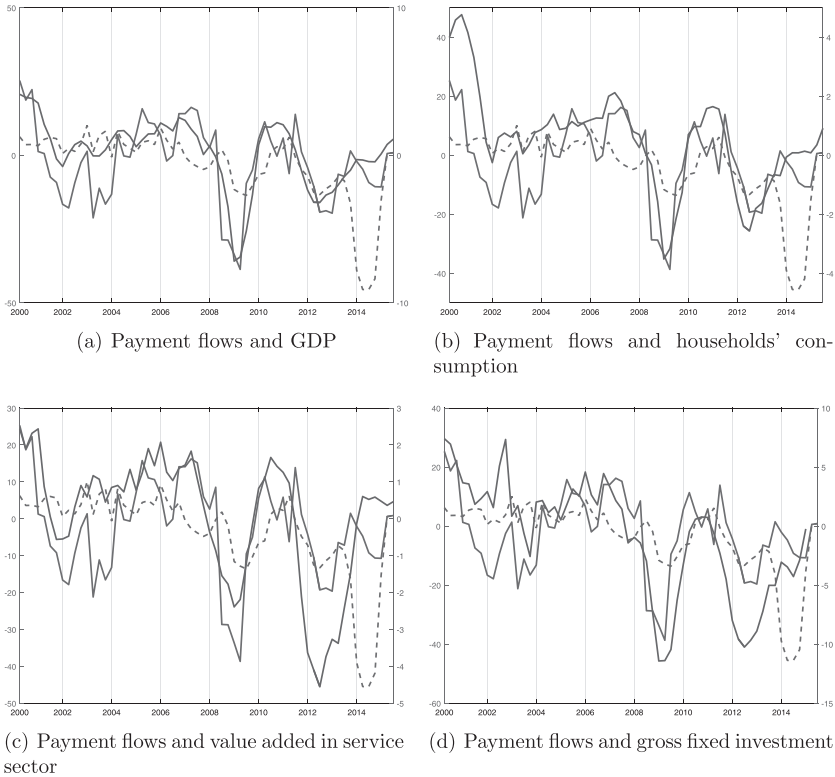 50 10
0 0
-50 -10
2000 2002 2004 2006 2008 2010 2012 2014
(a) Payment flows and GDP
40 4
20 2
0 0
-20 -2
-40 -4
2000 2002 2004 2006 2008 2010 2012 2014
(b) Payment flows and households' con-
sumption
30 3
20 2
10 1
0 0
-10 -1
-20 -2
-30 -3
-40 -4
-50 -5
2000 2002 2004 2006 2008 2010 2012 2014
(c) Payment flows and value added in service
sector
40 10
20 5
0 0
-20 -5
-40 -10
-60 -15
2000 2002 2004 2006 2008 2010 2012 2014
(d) Payment flows and gross fixed investment